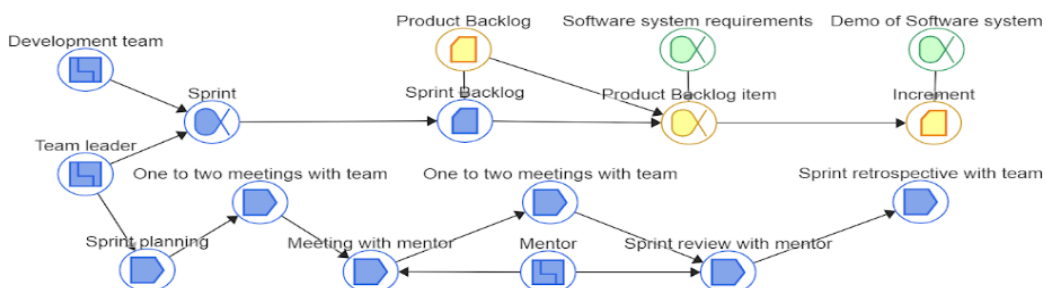 Product Backlog
Software system requirements
Demo of Software system
Development team
Sprint
Sprint Backlog
Product Backlog item
Increment
Team leader
One to two meetings with team
One to two meetings with team
Sprint retrospective with team
Sprint planning
Meeting with mentor
Mentor
Sprint review with mentor